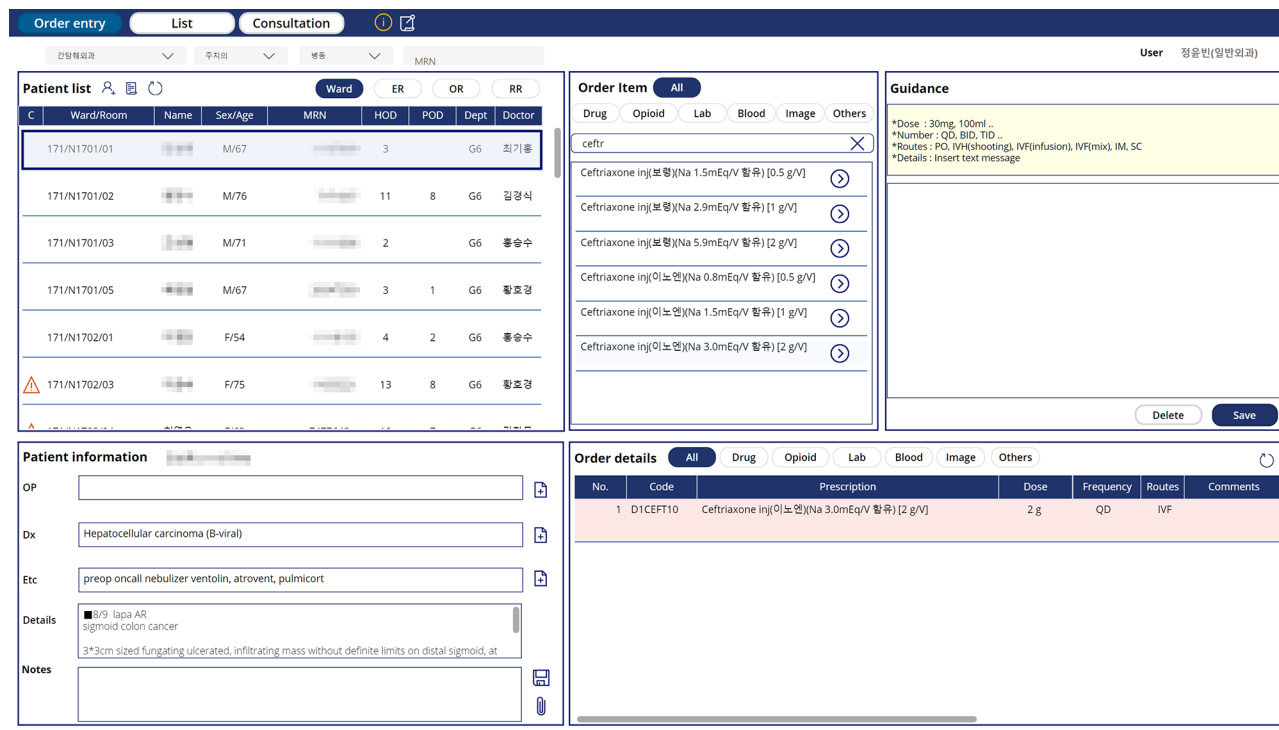 Order entry List Consultation
간담췌외과 주치의 병동 MRN User 정윤빈(일반외과)
Patient list Ward ER OR RR
C Ward/Room Name Sex/Age MRN HOD POD Dept Doctor
171/N1701/01 M/67 3 G6 최기홍
171/N1701/02 M/76 11 8 G6 김경식
171/N1701/03 M/71 2 G6 홍승수
171/N1701/05 M/67 3 1 G6 황호경
171/N1702/01 F/54 4 2 G6 홍승수
171/N1702/03 F/75 13 8 G6 황호경
Order Item All
Drug Opioid Lab Blood Image Others
ceftr
Ceftriaxone inj(보령)(Na 1.5mEq/V 함유) [0.5 g/V]
Ceftriaxone inj(보령)(Na 2.9mEq/V 함유) [1 g/V]
Ceftriaxone inj(보령)(Na 5.9mEq/V 함유) [2 g/V]
Ceftriaxone inj(이노엔)(Na 0.8mEq/V 함유) [0.5 g/V]
Ceftriaxone inj(이노엔)(Na 1.5mEq/V 함유) [1 g/V]
Ceftriaxone inj(이노엔)(Na 3.0mEq/V 함유) [2 g/V]
Guidance
*Dose : 30mg, 100ml ..
*Number : QD, BID, TID ..
*Routes : PO, IVH(shooting), IVF(infusion), IVF(mix), IM, SC
*Details : Insert text message
Delete Save
Patient information
OP
Dx Hepatocellular carcinoma (B-viral)
Etc preop oncall nebulizer ventolin, atrovent, pulmicort
Details ■8/9 lapa AR
sigmoid colon cancer
3*3cm sized fungating ulcerated, infiltrating mass without definite limits on distal sigmoid, at
Notes
Order details All Drug Opioid Lab Blood Image Others
No. Code Prescription Dose Frequency Routes Comments
1 D1CEFT10 Ceftriaxone inj(이노엔)(Na 3.0mEq/V 함유) [2 g/V] 2 g QD IVF